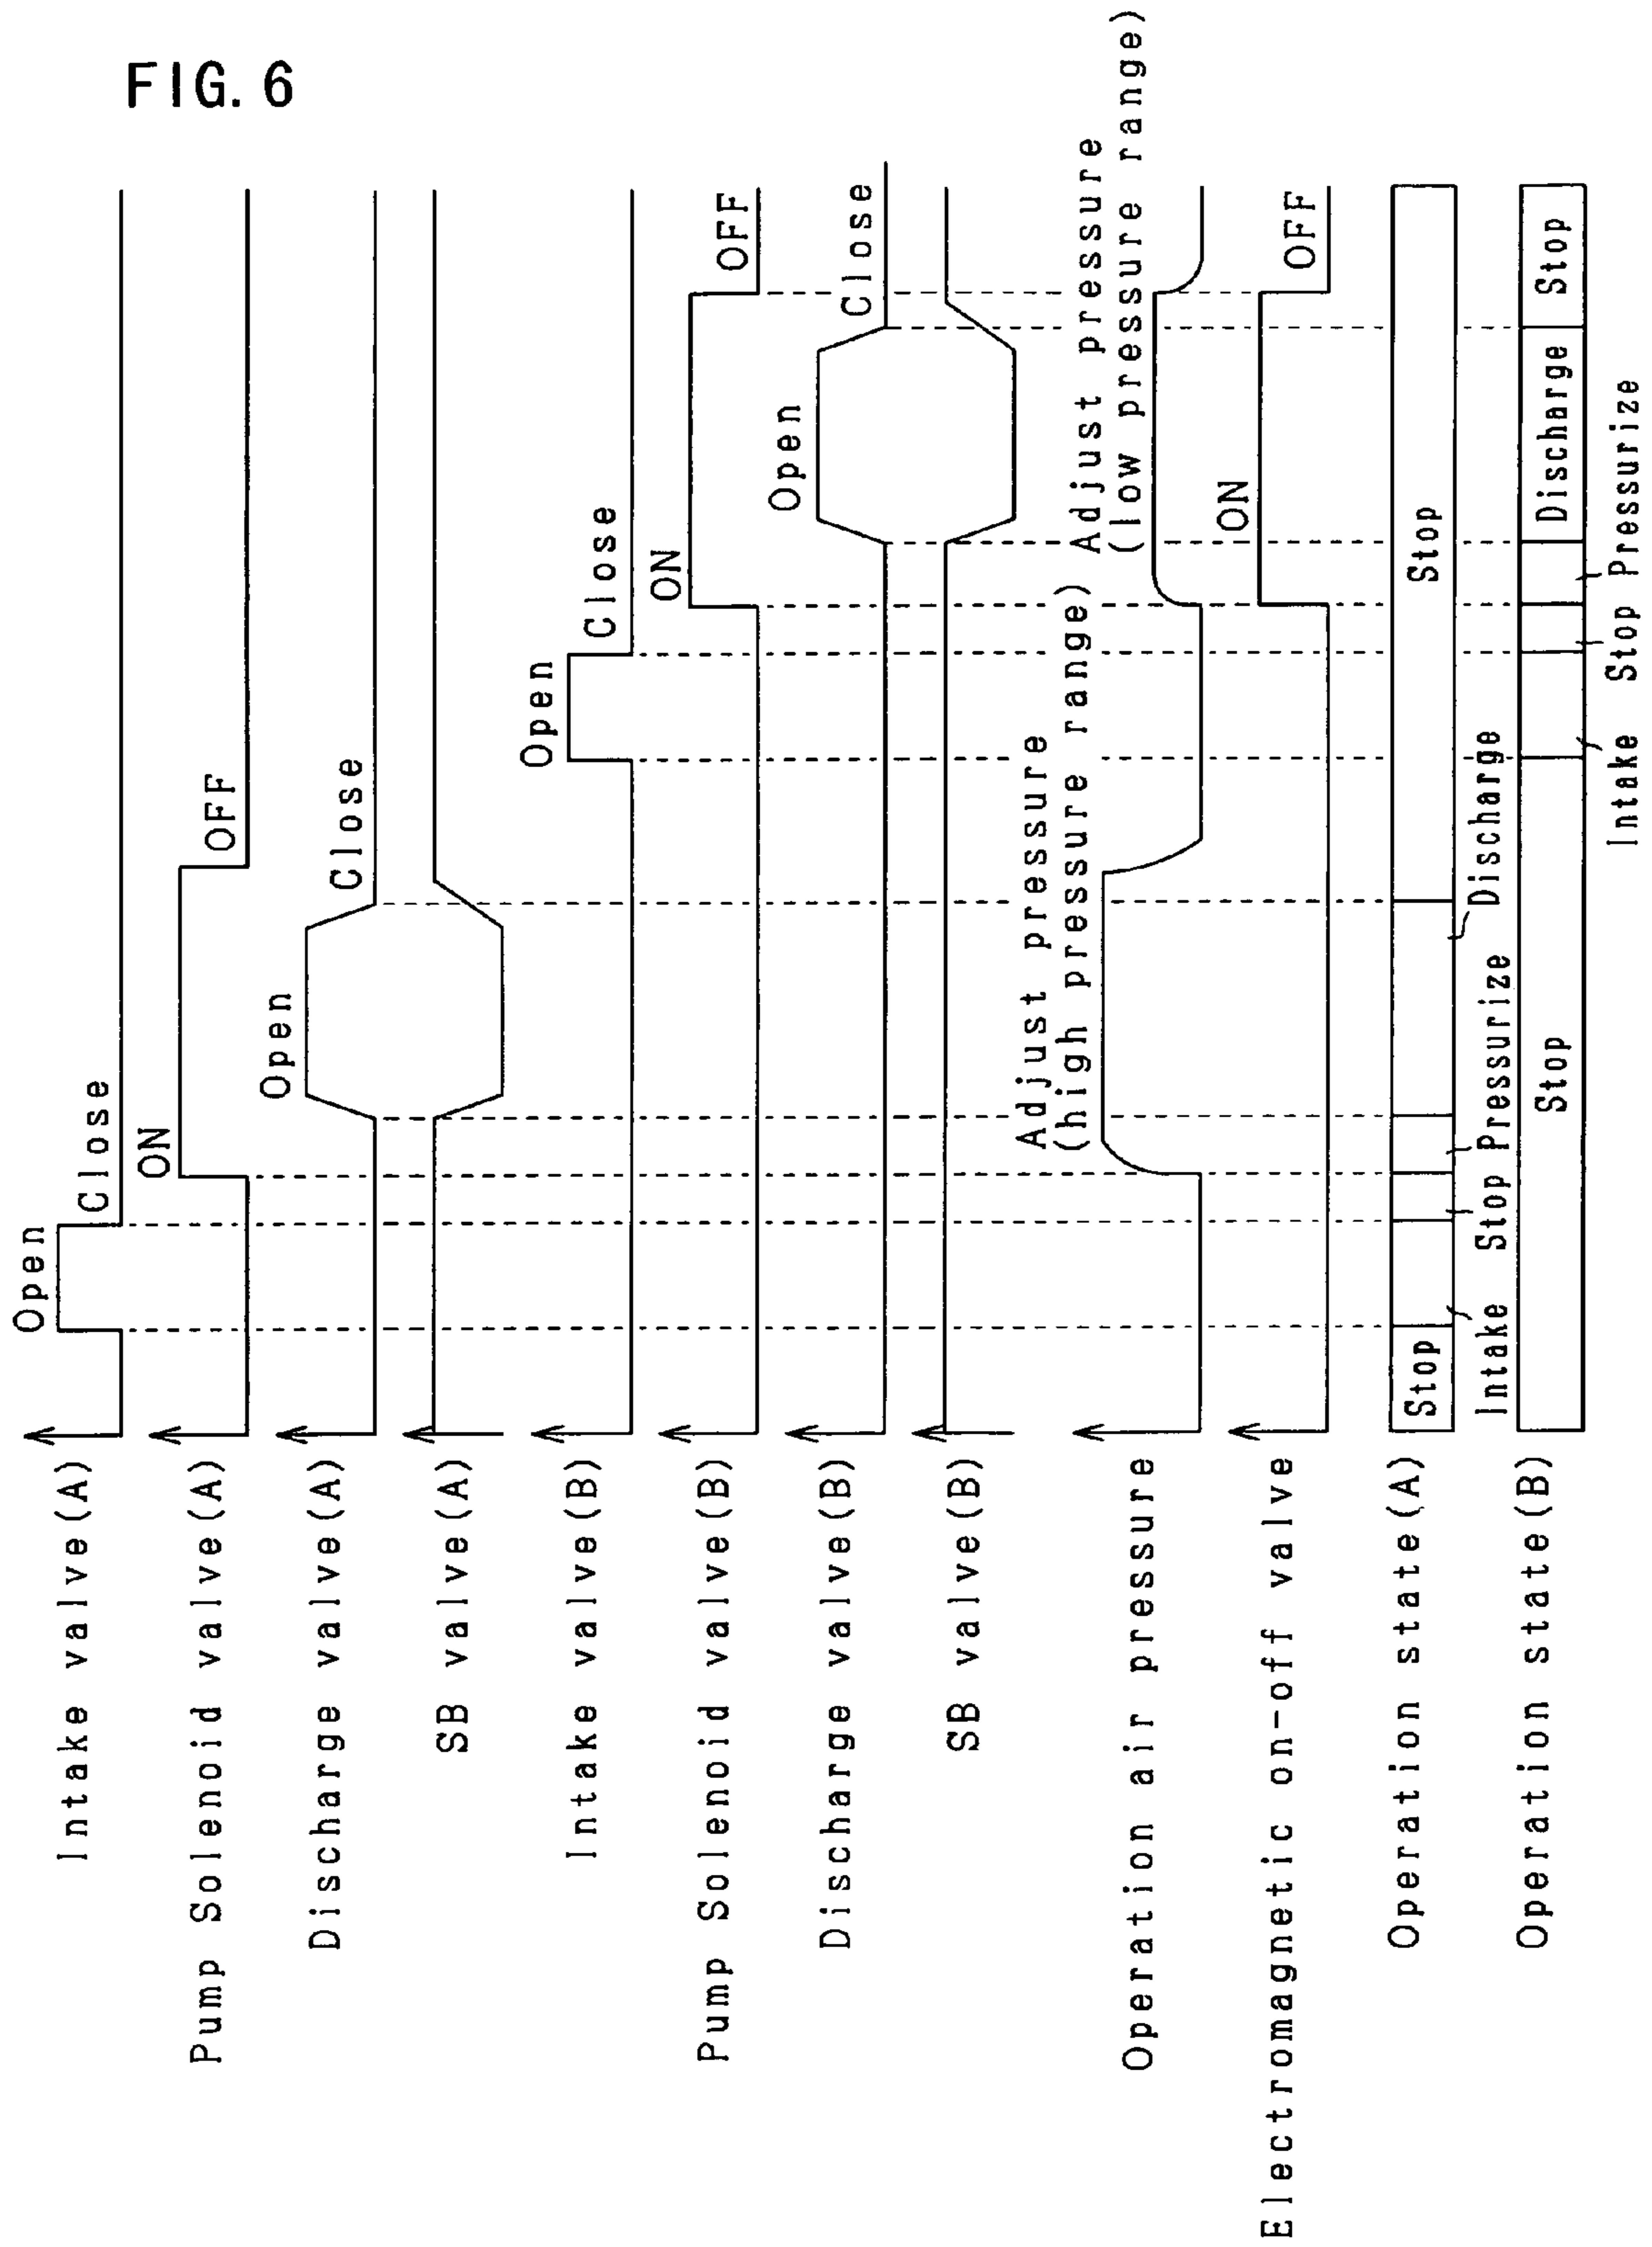 FIG. 6
Intake valve(A)
Open
Close
Pump Solenoid valve(A)
ON
OFF
Discharge valve(A)
Open
Close
SB valve(A)
Intake valve(B)
Open
Close
Pump Solenoid valve(B)
ON
OFF
Discharge valve(B)
Open
Close
SB valve(B)
Operation air pressure
Adjust pressure
(high pressure range)
Adjust pressure
(low pressure range)
Electromagnetic on-off valve
ON
OFF
Operation state(A)
Stop
Stop
Intake Stop Pressurize Discharge
Operation state(B)
Stop
Discharge
Stop
Intake Stop Pressurize